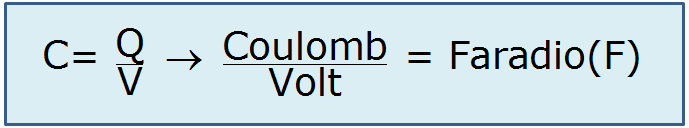 C= Q/V → Coulomb/Volt = Faradio(F)